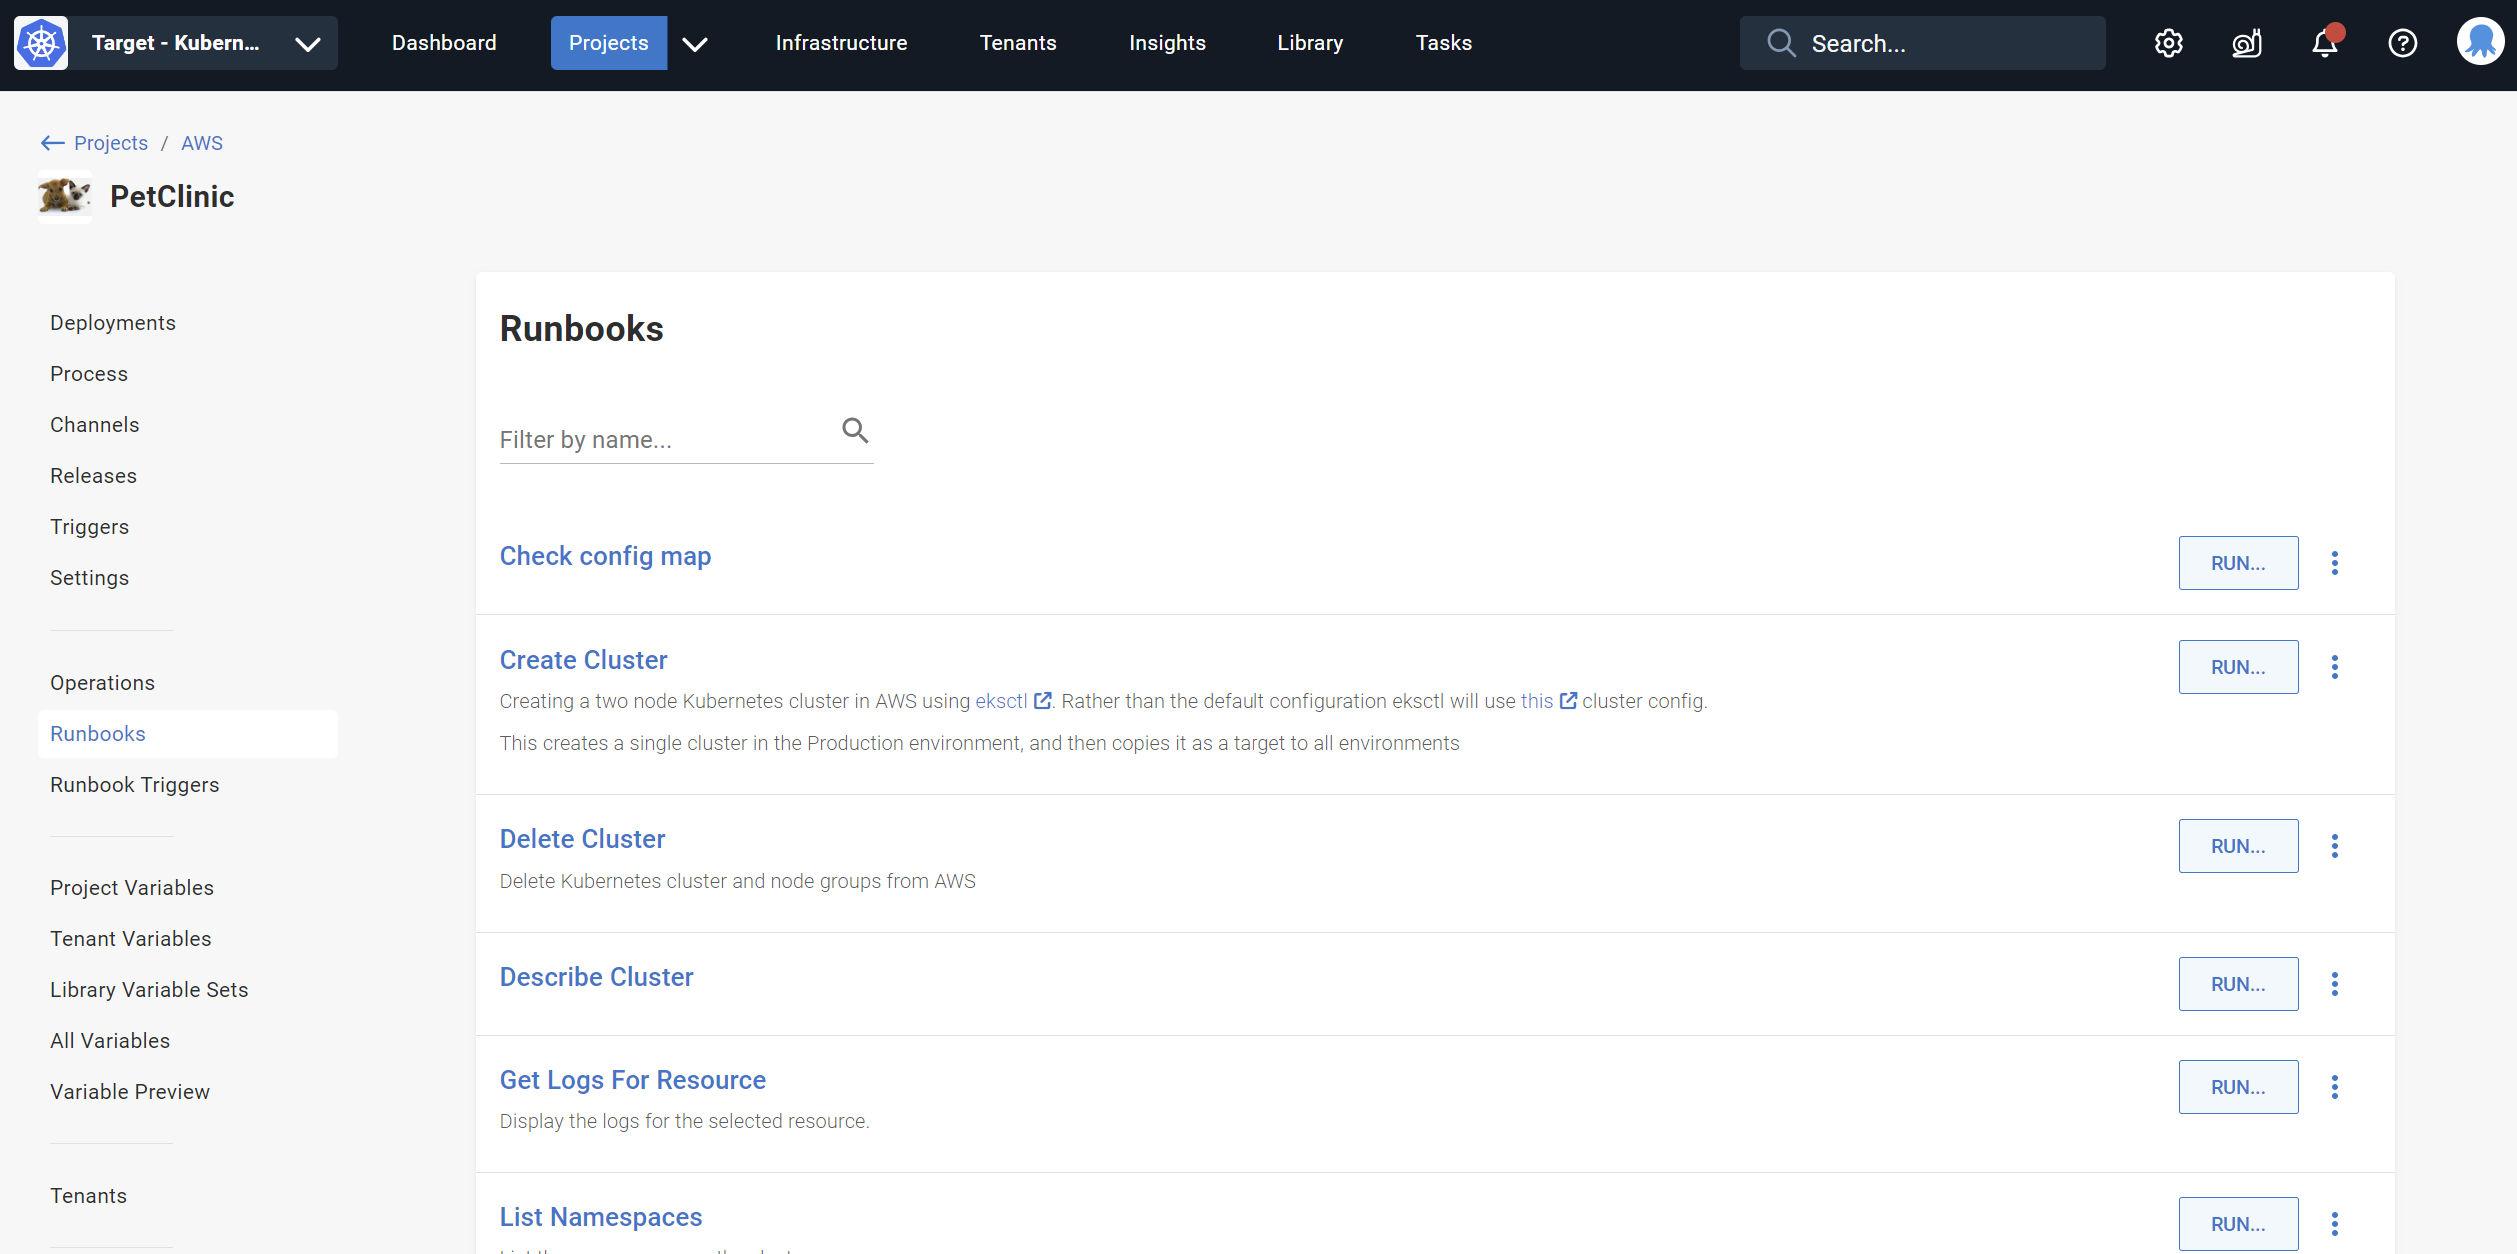 Target - Kubern...
Dashboard
Projects
Infrastructure
Tenants
Insights
Library
Tasks
Search...
Projects / AWS
PetClinic
Deployments
Process
Channels
Releases
Triggers
Settings
Operations
Runbooks
Runbook Triggers
Project Variables
Tenant Variables
Library Variable Sets
All Variables
Variable Preview
Tenants
Runbooks
Filter by name...
Check config map
RUN...
Create Cluster
RUN...
Creating a two node Kubernetes cluster in AWS using eksctl. Rather than the default configuration eksctl will use this cluster config.
This creates a single cluster in the Production environment, and then copies it as a target to all environments
Delete Cluster
RUN...
Delete Kubernetes cluster and node groups from AWS
Describe Cluster
RUN...
Get Logs For Resource
RUN...
Display the logs for the selected resource.
List Namespaces
RUN...